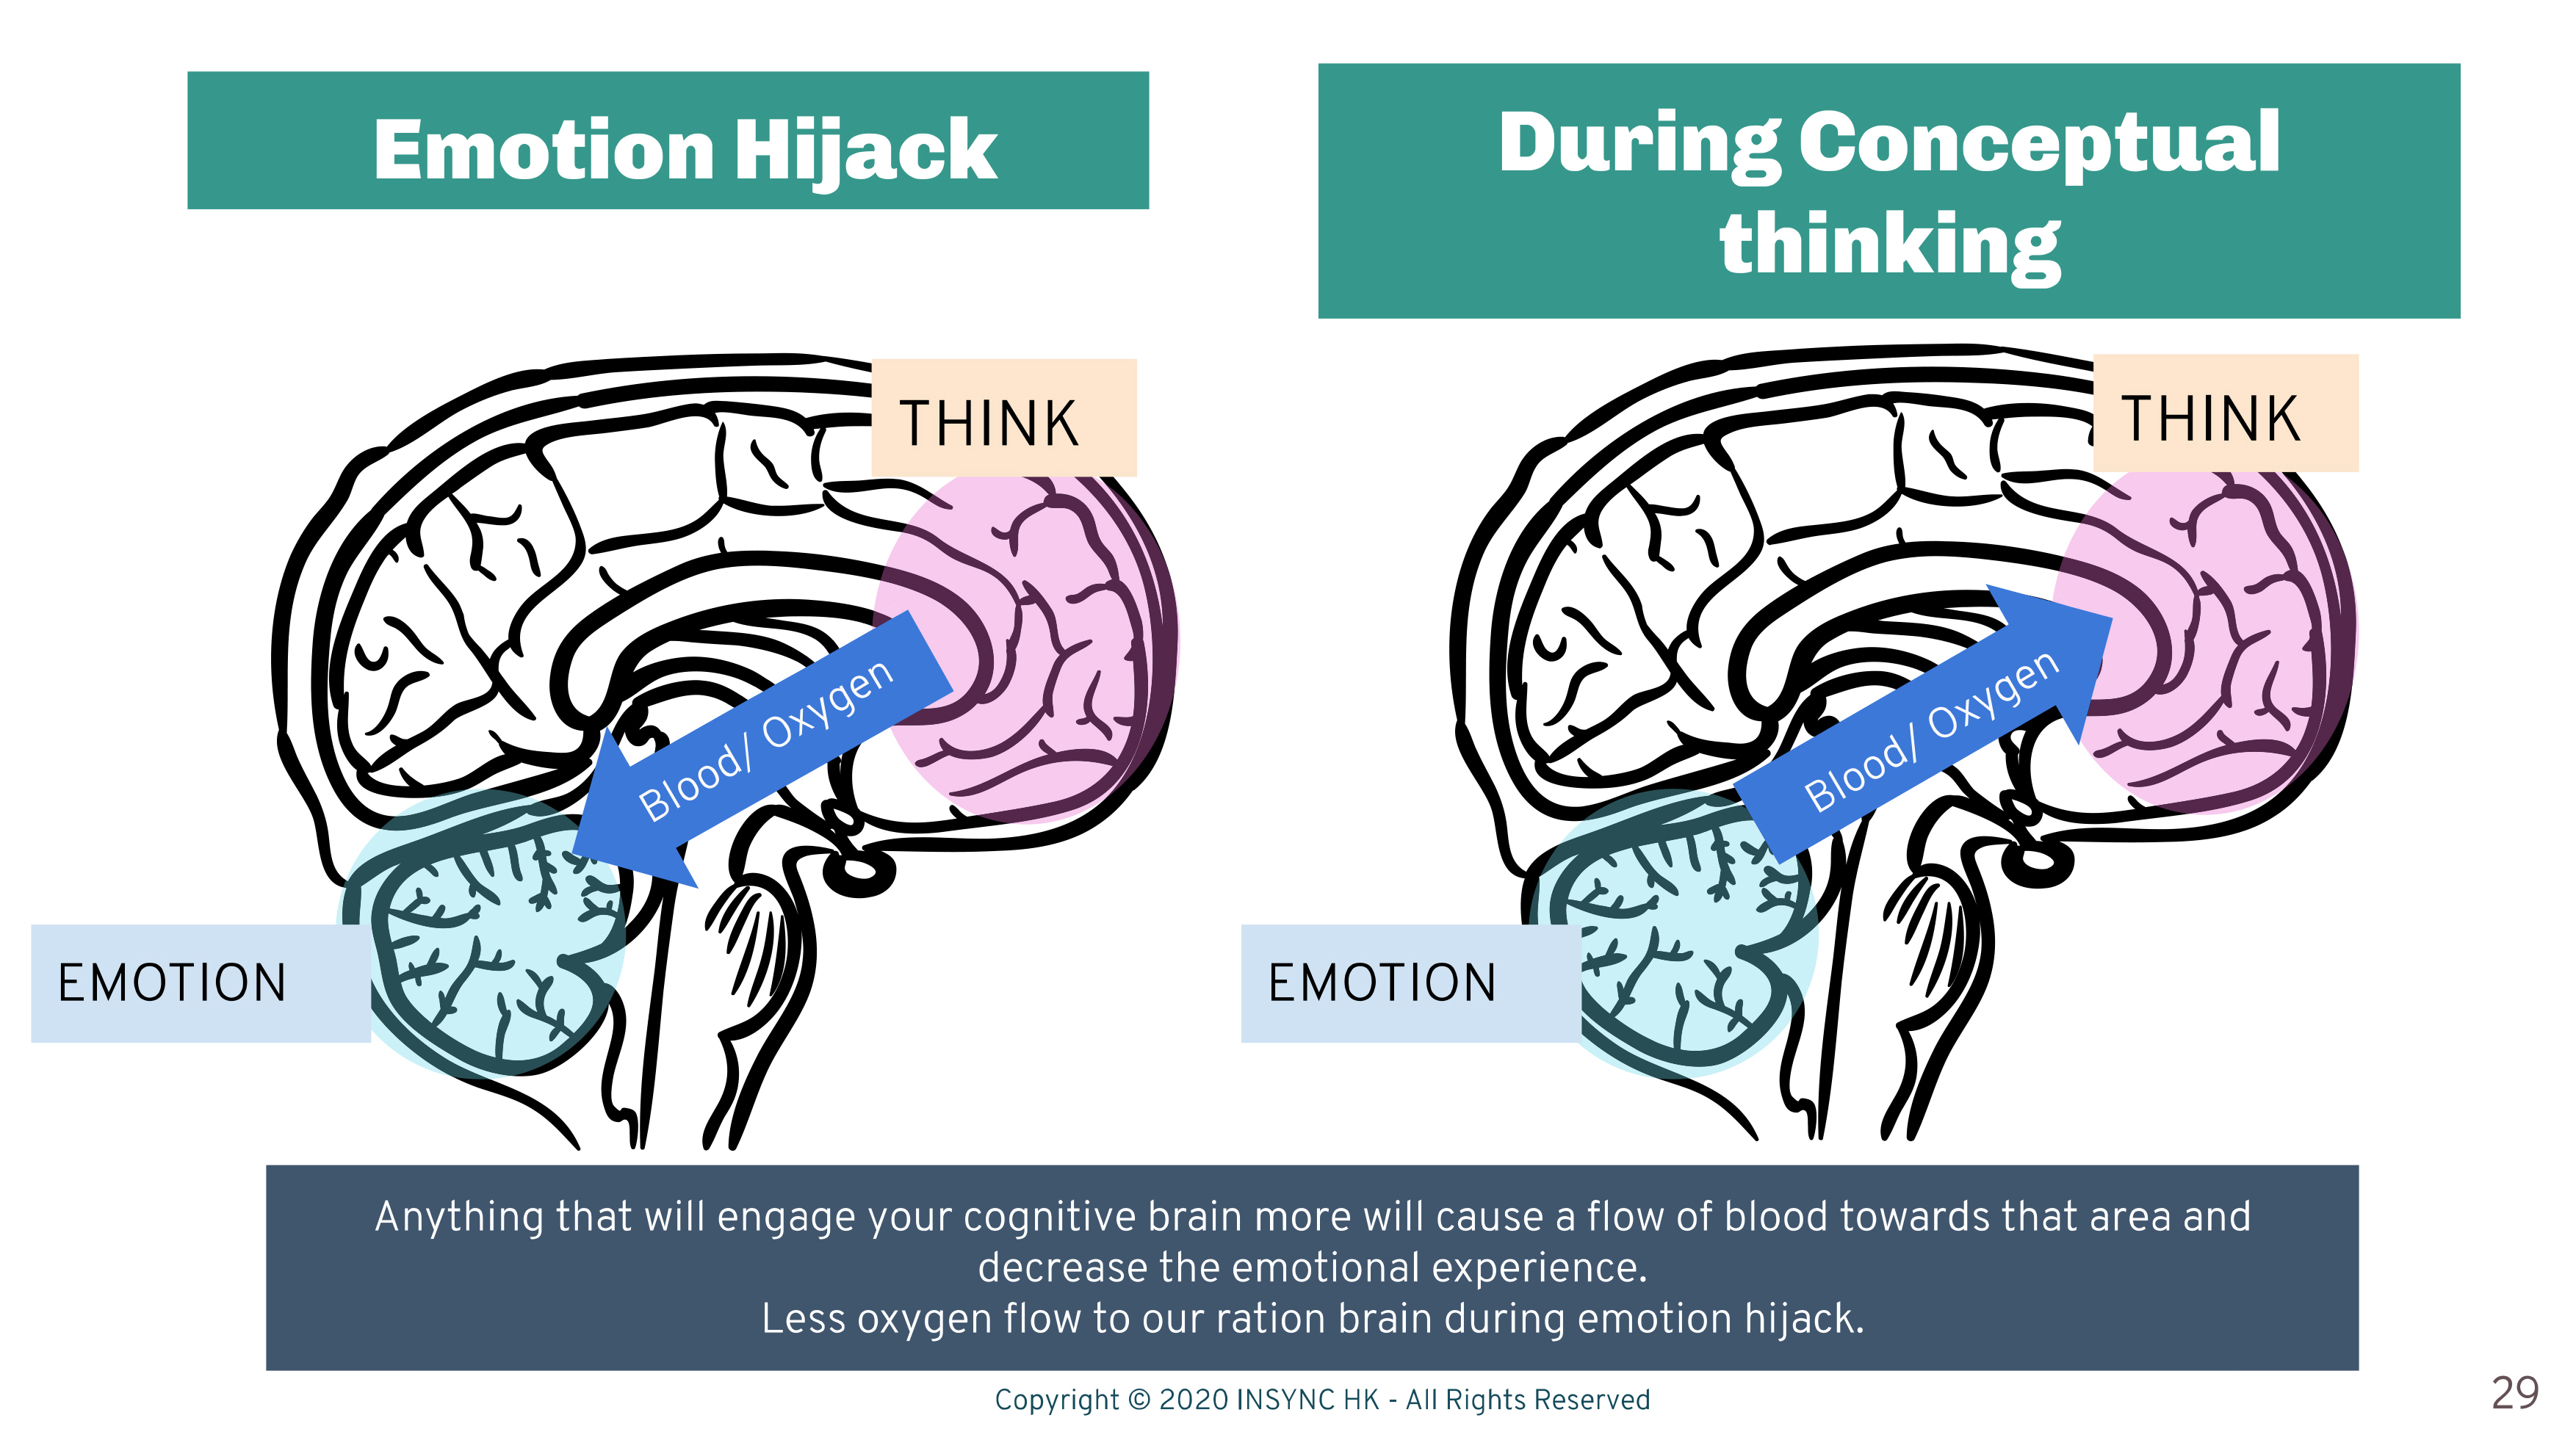 Emotion Hijack
During Conceptual
thinking
THINK
Blood/ Oxygen
EMOTION
THINK
Blood/ Oxygen
EMOTION
Anything that will engage your cognitive brain more will cause a flow of blood towards that area and
decrease the emotional experience.
Less oxygen flow to our ration brain during emotion hijack.
Copyright © 2020 INSYNC HK - All Rights Reserved
29